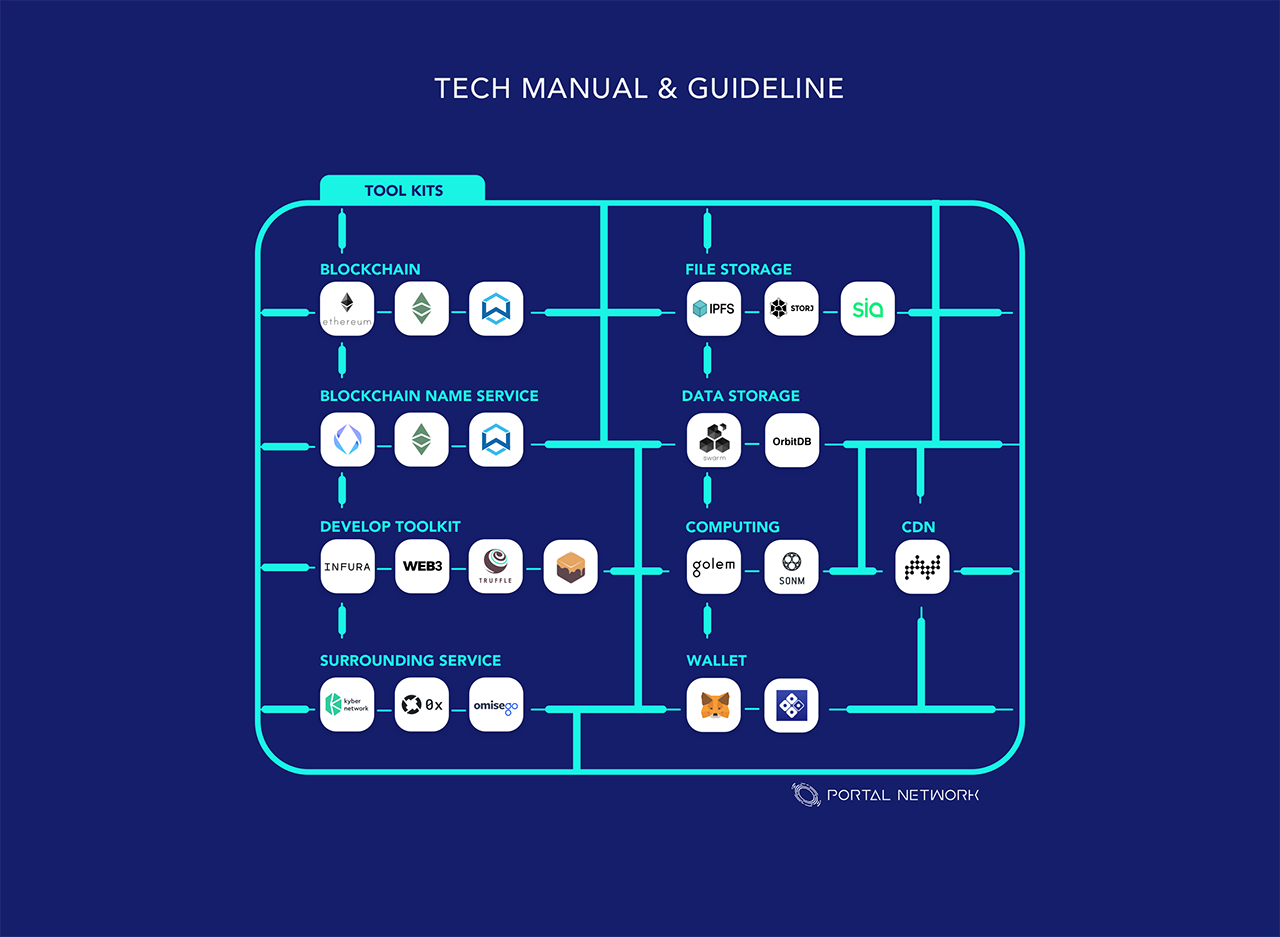 TECH MANUAL & GUIDELINE
TOOL KITS
BLOCKCHAIN
ethereum
BLOCKCHAIN NAME SERVICE
DEVELOP TOOLKIT
INFURA
WEB3
TRUFFLE
SURROUNDING SERVICE
kyber
network
0x
omisego
FILE STORAGE
IPFS
STORJ
sia
DATA STORAGE
swarm
OrbitDB
COMPUTING
golem
SONM
CDN
WALLET
PORTAL NETWORK